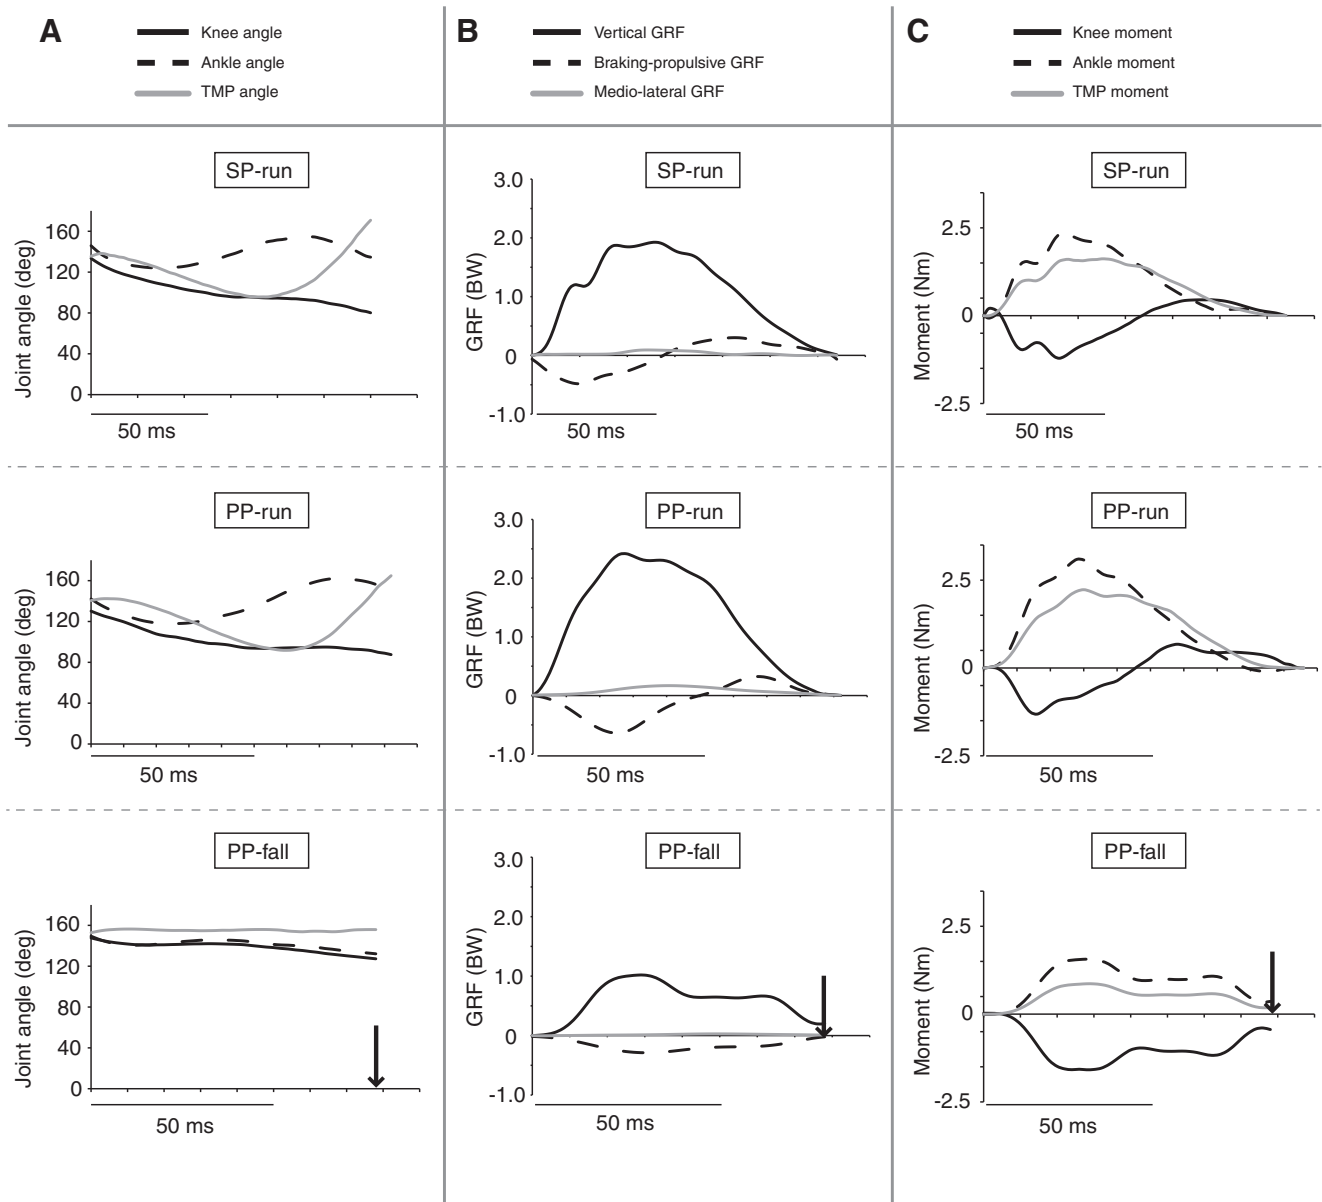 A
Knee angle
Ankle angle
TMP angle
B
Vertical GRF
Braking-propulsive GRF
Medio-lateral GRF
C
Knee moment
Ankle moment
TMP moment
SP-run
Joint angle (deg)
160
120
80
40
0
50 ms
SP-run
GRF (BW)
3.0
2.0
1.0
0
-1.0
50 ms
SP-run
Moment (Nm)
2.5
0
-2.5
50 ms
PP-run
Joint angle (deg)
160
120
80
40
0
50 ms
PP-run
GRF (BW)
3.0
2.0
1.0
0
-1.0
50 ms
PP-run
Moment (Nm)
2.5
0
-2.5
50 ms
PP-fall
Joint angle (deg)
160
120
80
40
0
50 ms
PP-fall
GRF (BW)
3.0
2.0
1.0
0
-1.0
50 ms
PP-fall
Moment (Nm)
2.5
0
-2.5
50 ms